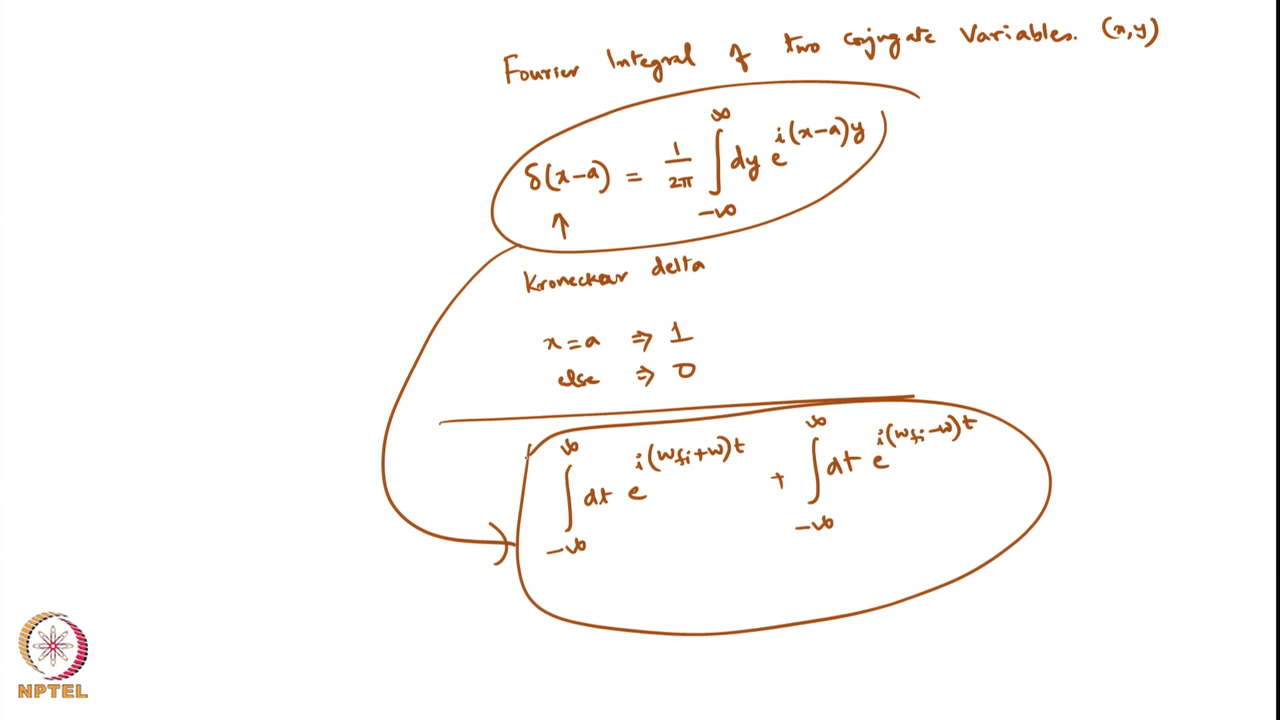 Fourier Integral of two conjugate variables. (x,y)
δ(x-a) = 1/2π ∫_{-∞}^{∞} dy e^{i(x-a)y}
↑
Kroneckar delta
x=a ⇒ 1
else ⇒ 0
∫_{-∞}^{∞} dt e^{i(ω_{fi}+ω)t} + ∫_{-∞}^{∞} dt e^{i(ω_{fi}-ω)t}
NPTEL